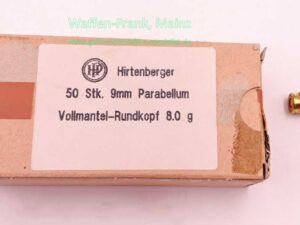 Waffen-Frank, Mainz
HP
Hirtenberger
50 Stk. 9mm Parabellum
Vollmantel-Rundkopf 8.0 g